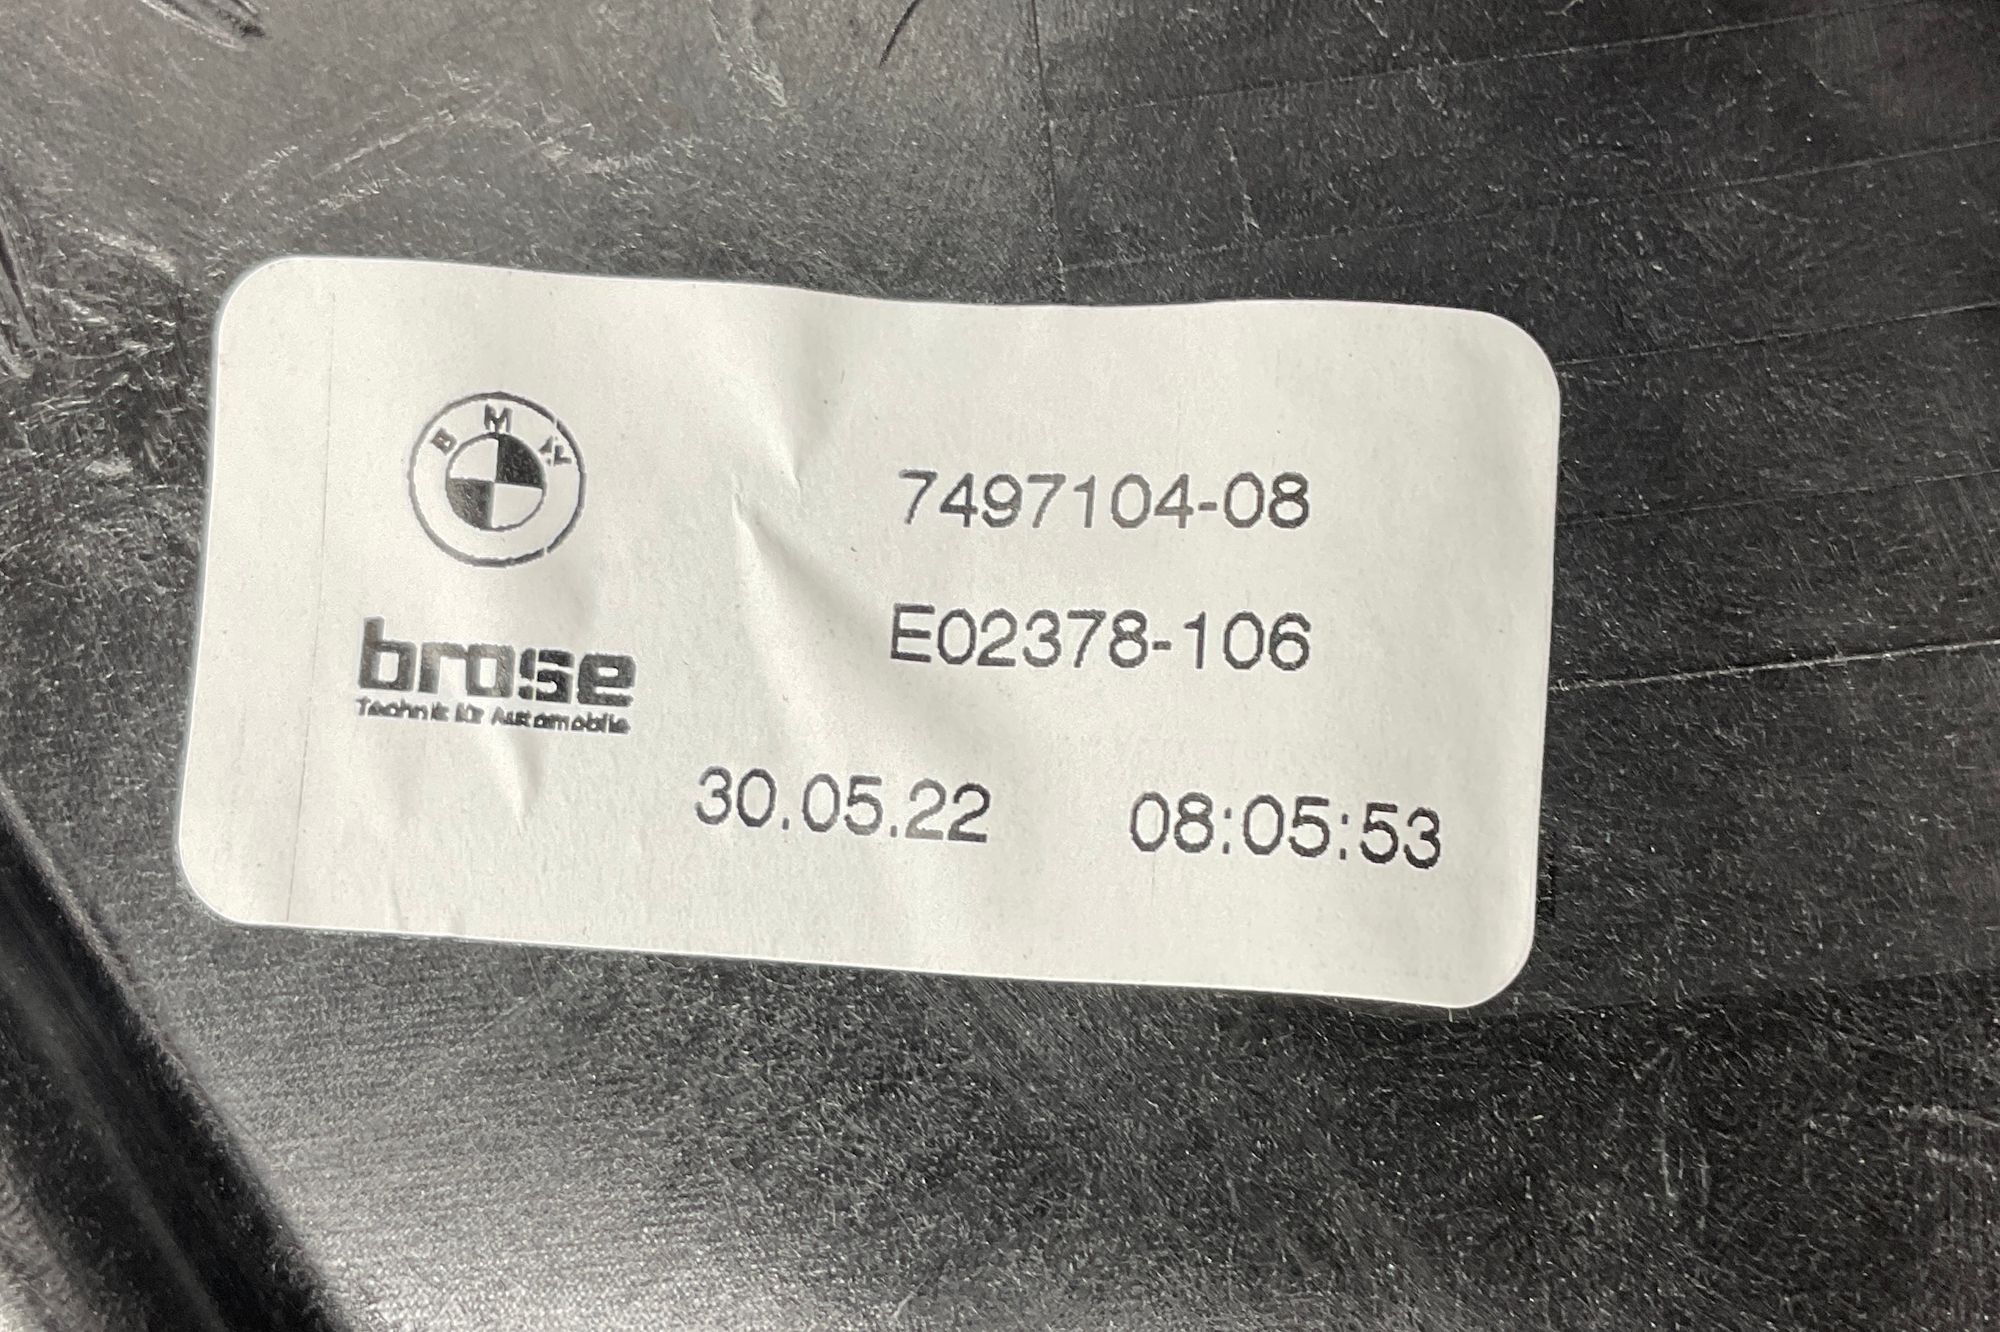 BMW
7497104-08
brose
Technik für Automobile
E02378-106
30.05.22 08:05:53